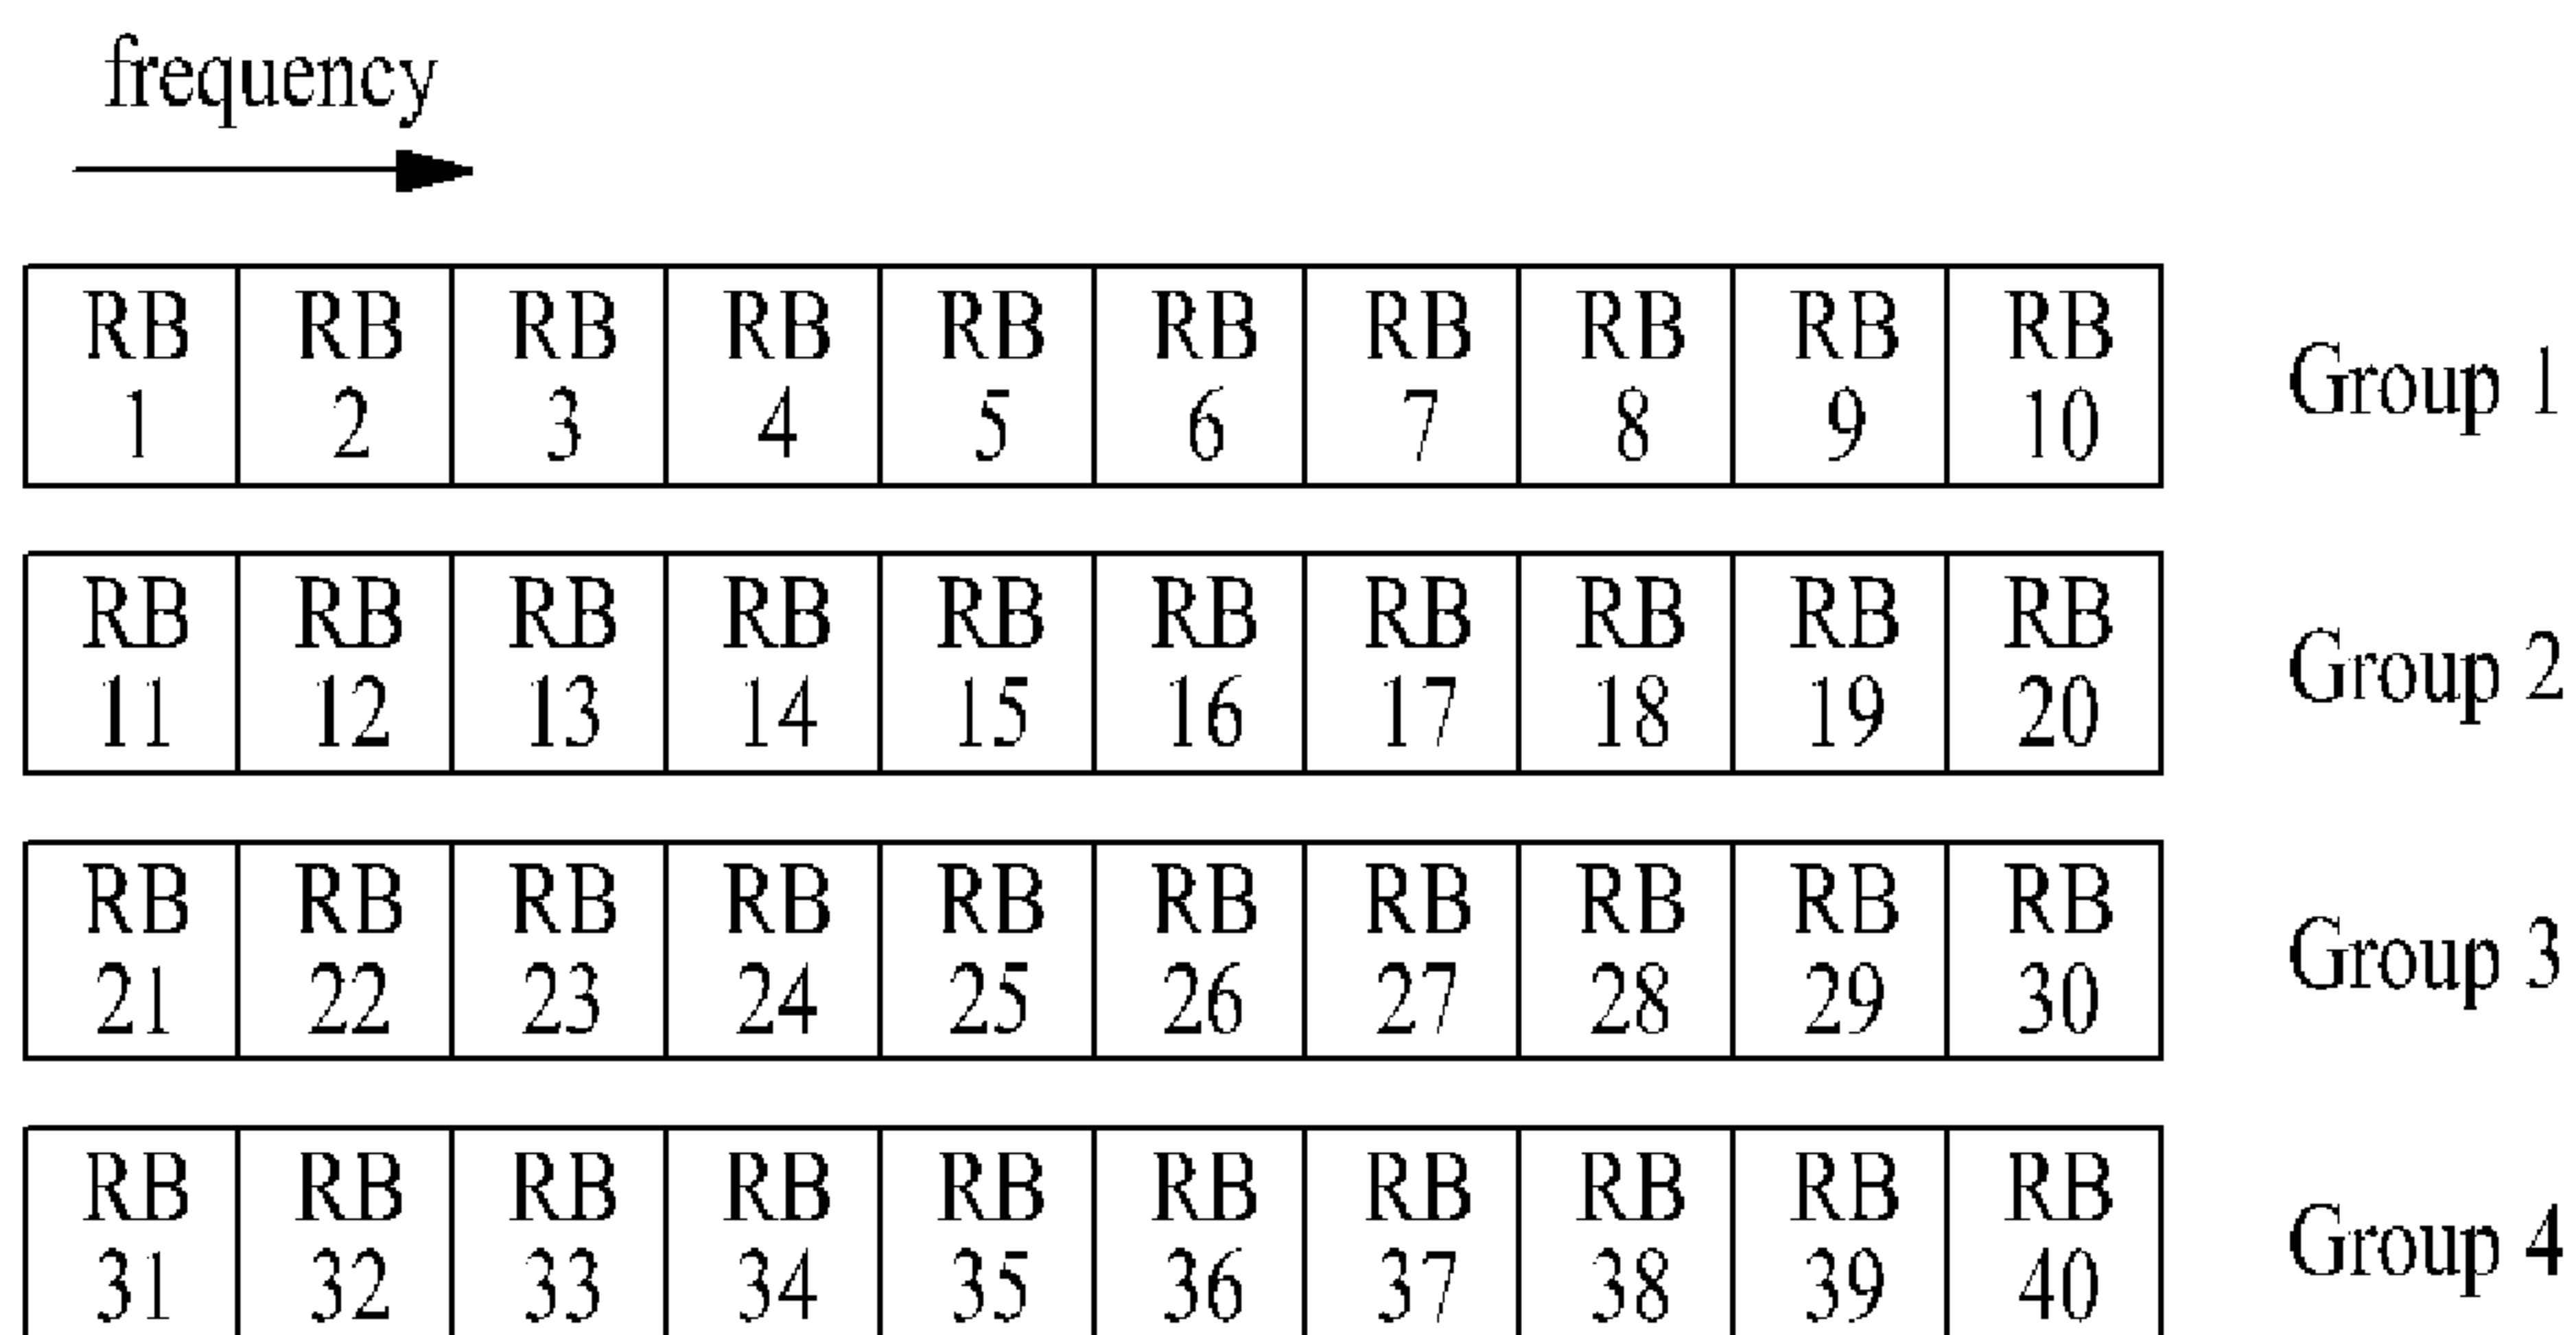 frequency
RB RB RB RB RB RB RB RB RB RB
1 2 3 4 5 6 7 8 9 10
Group 1
RB RB RB RB RB RB RB RB RB RB
11 12 13 14 15 16 17 18 19 20
Group 2
RB RB RB RB RB RB RB RB RB RB
21 22 23 24 25 26 27 28 29 30
Group 3
RB RB RB RB RB RB RB RB RB RB
31 32 33 34 35 36 37 38 39 40
Group 4